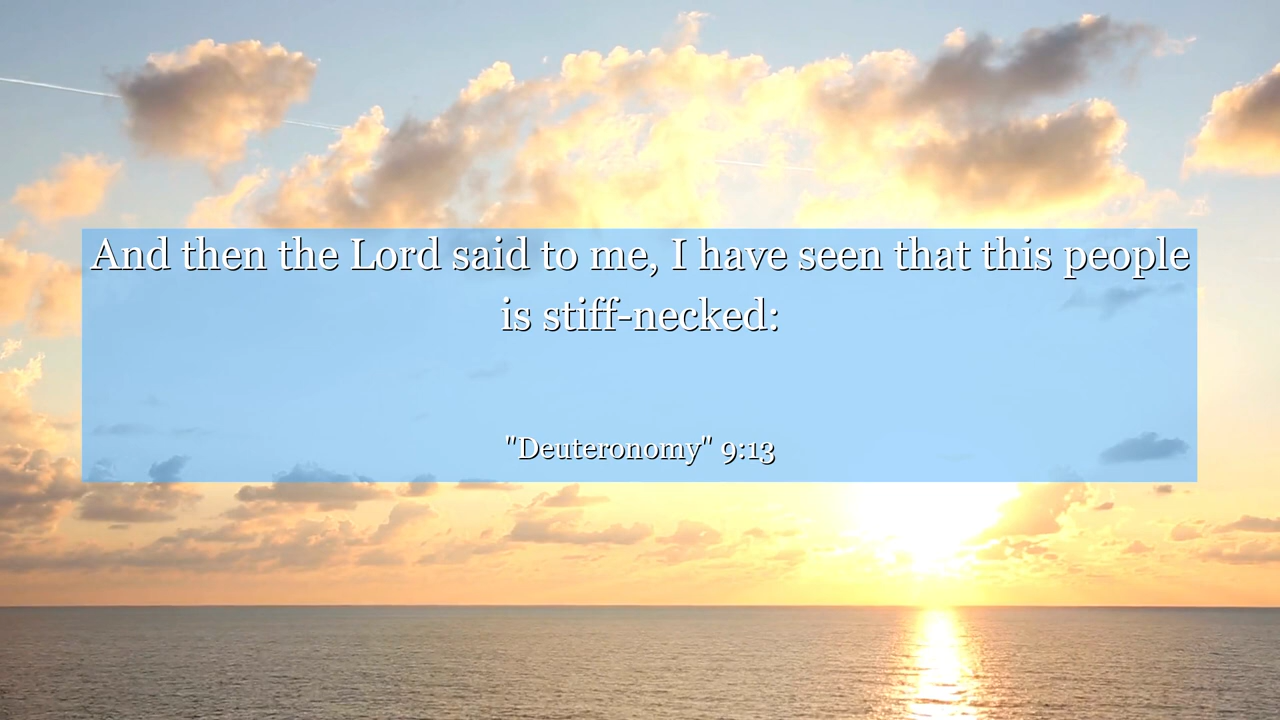 And then the Lord said to me, I have seen that this people
is stiff-necked:
"Deuteronomy" 9:13